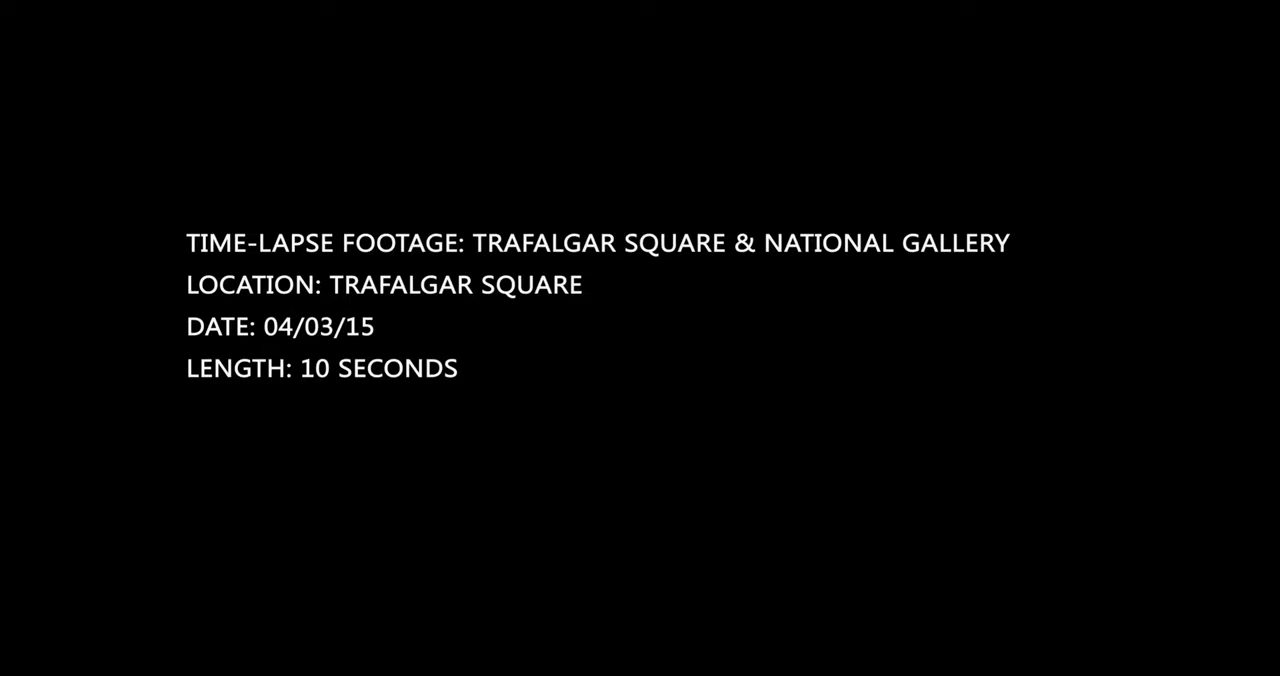 TIME-LAPSE FOOTAGE: TRAFALGAR SQUARE & NATIONAL GALLERY
LOCATION: TRAFALGAR SQUARE
DATE: 04/03/15
LENGTH: 10 SECONDS